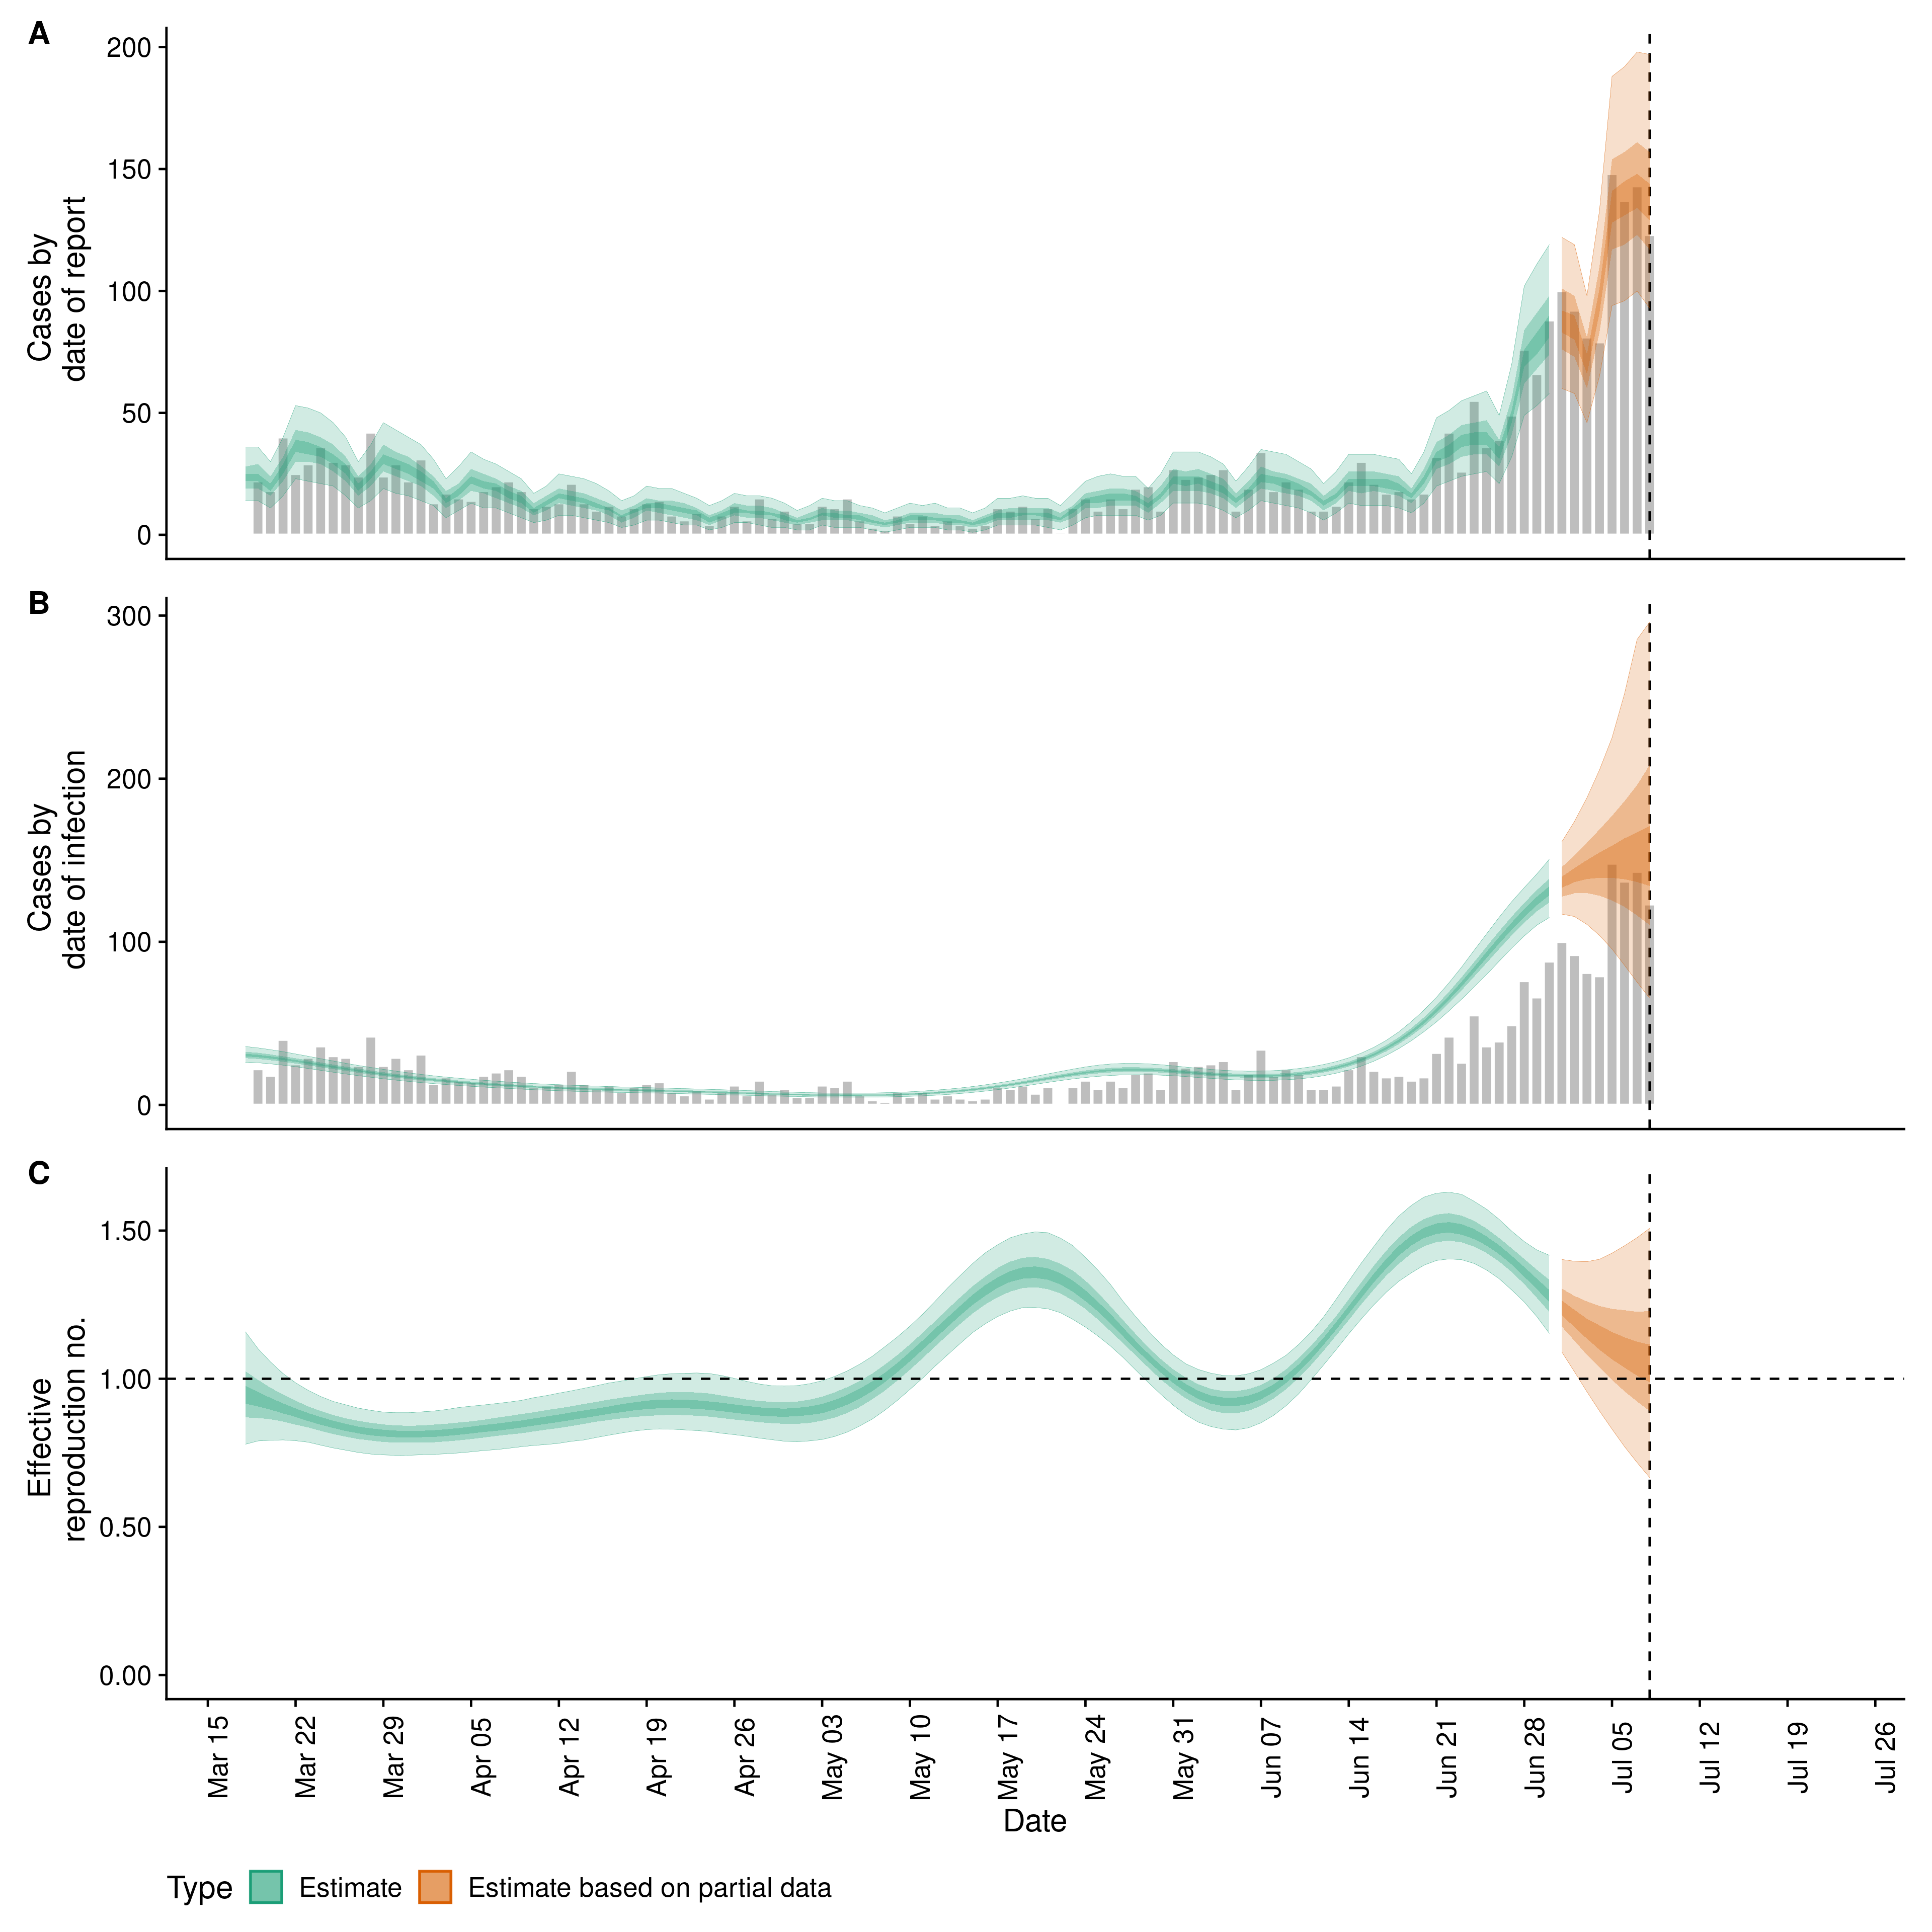 A
200
150
100
50
0
Cases by
date of report
B
300
200
100
0
Cases by
date of infection
C
1.50
1.00
0.50
0.00
Effective
reproduction no.
Mar 15
Mar 22
Mar 29
Apr 05
Apr 12
Apr 19
Apr 26
May 03
May 10
May 17
May 24
May 31
Jun 07
Jun 14
Jun 21
Jun 28
Jul 05
Jul 12
Jul 19
Jul 26
Date
Type Estimate Estimate based on partial data